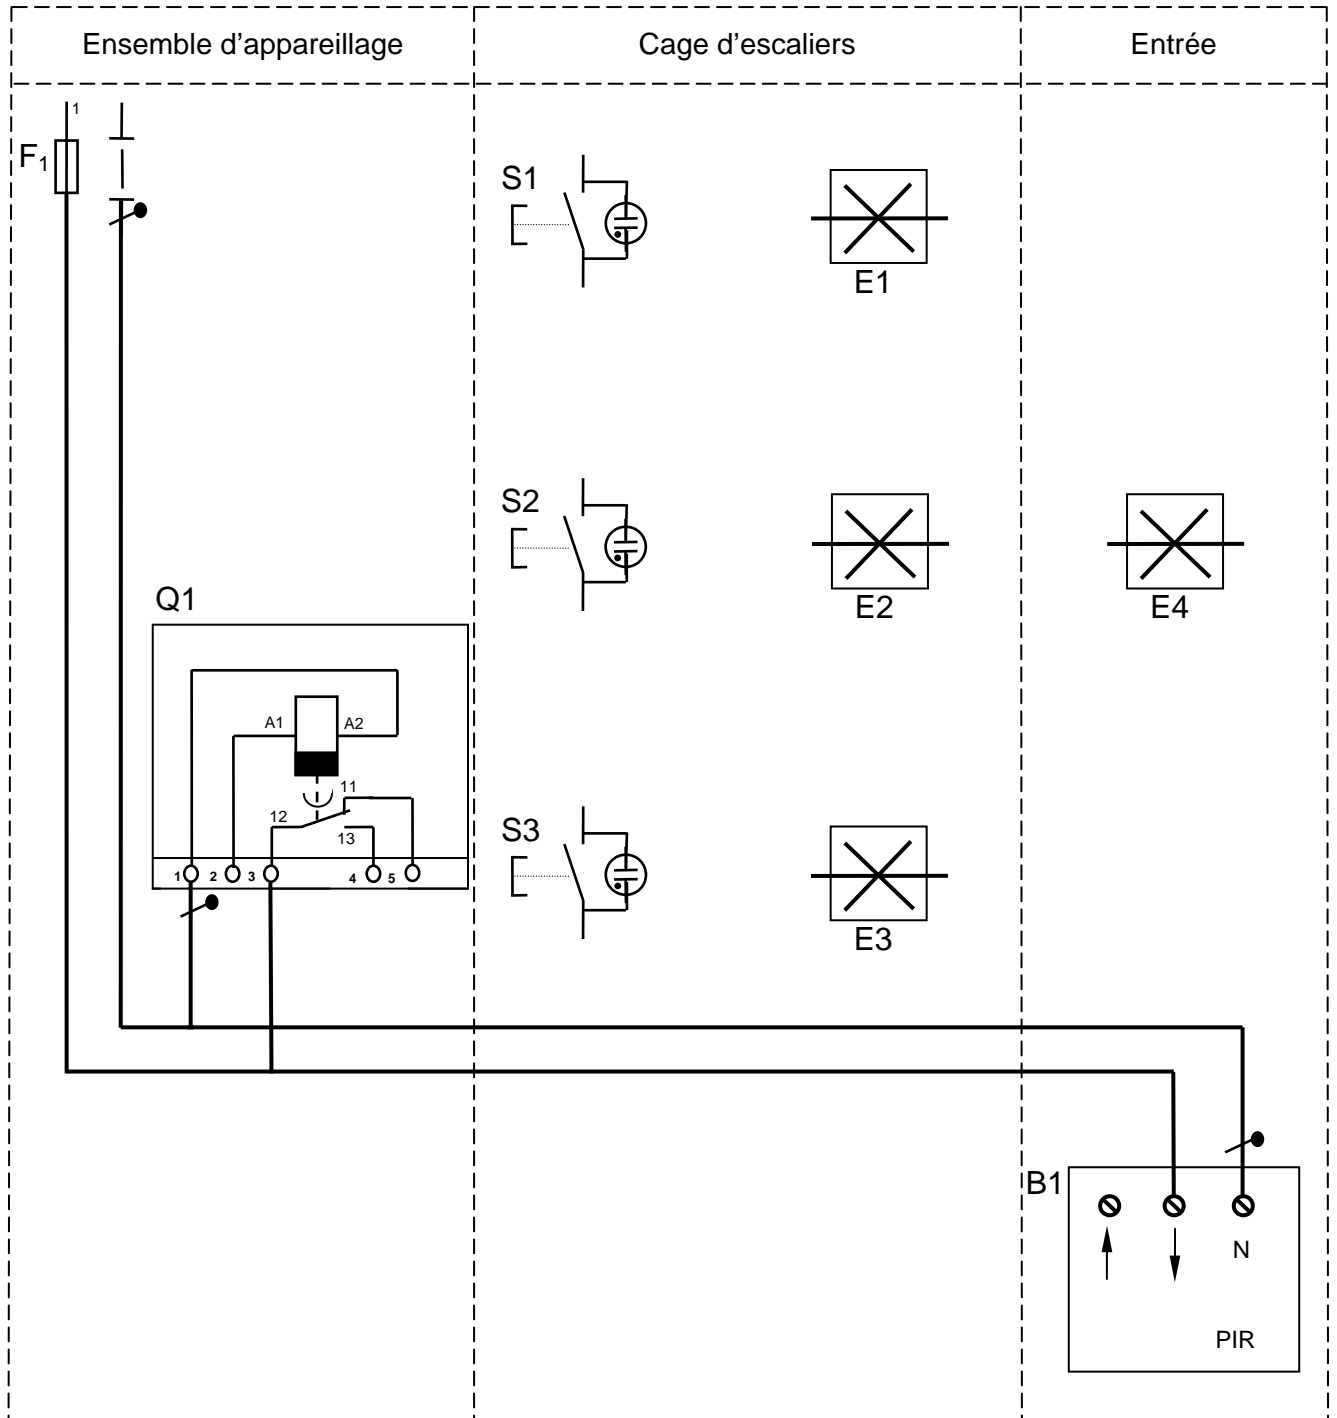 Ensemble d’appareillage
Cage d’escaliers
Entrée
1
F1
S1
E1
S2
E2
E4
Q1
A1
A2
11
12
13
1
2
3
4
5
S3
E3
B1
N
PIR